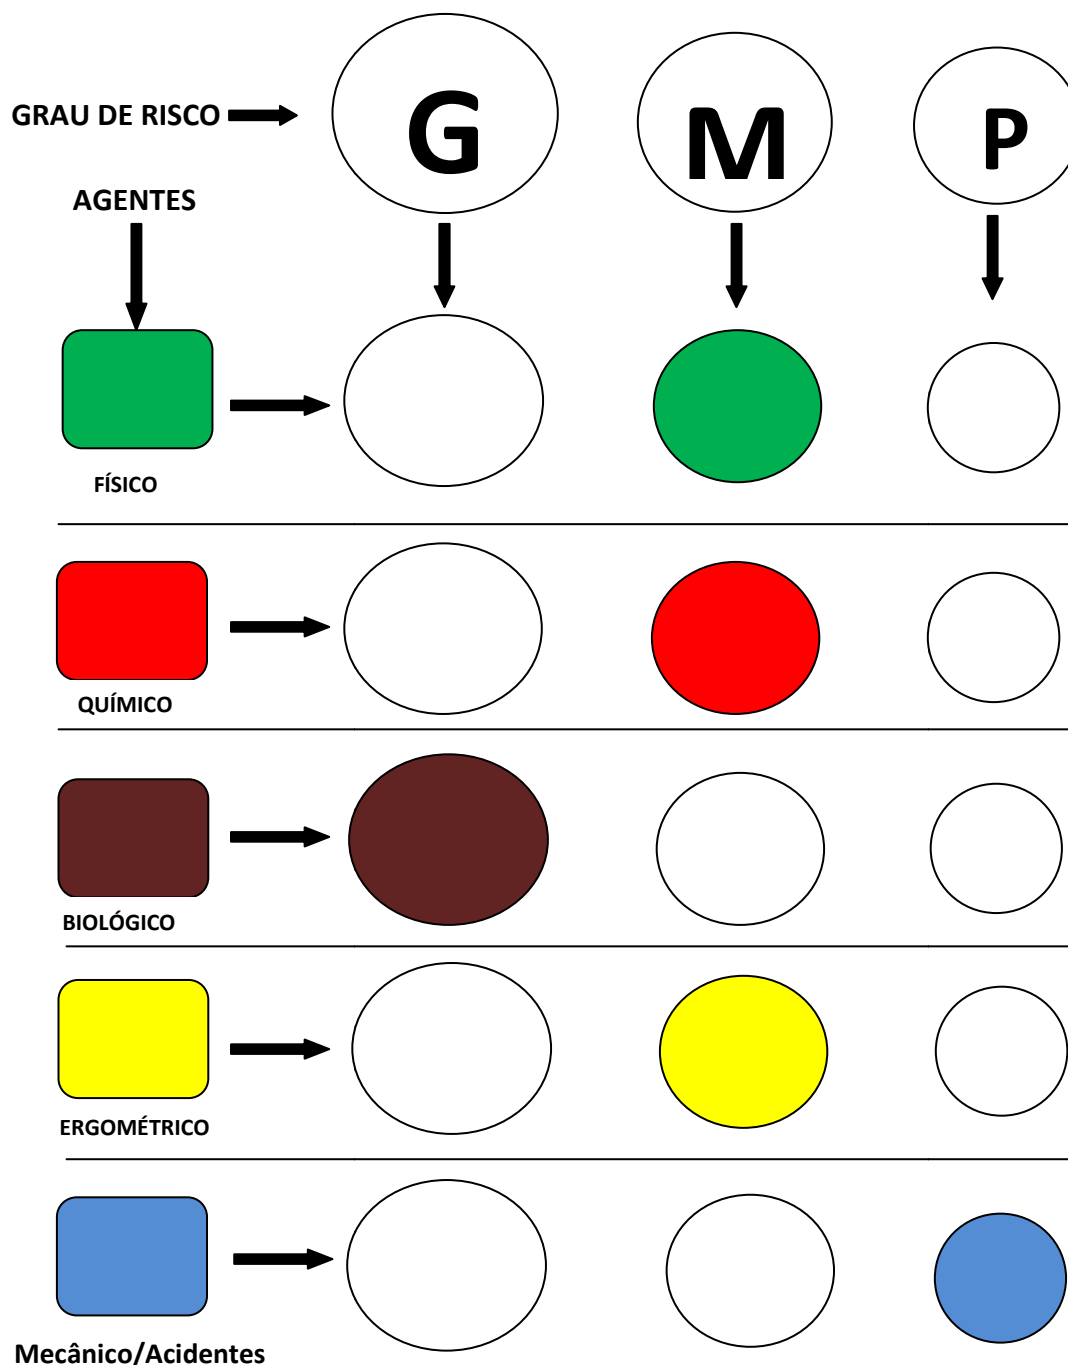 GRAU DE RISCO
G
M
P
AGENTES
FÍSICO
QUÍMICO
BIOLÓGICO
ERGOMÉTRICO
Mecânico/Acidentes